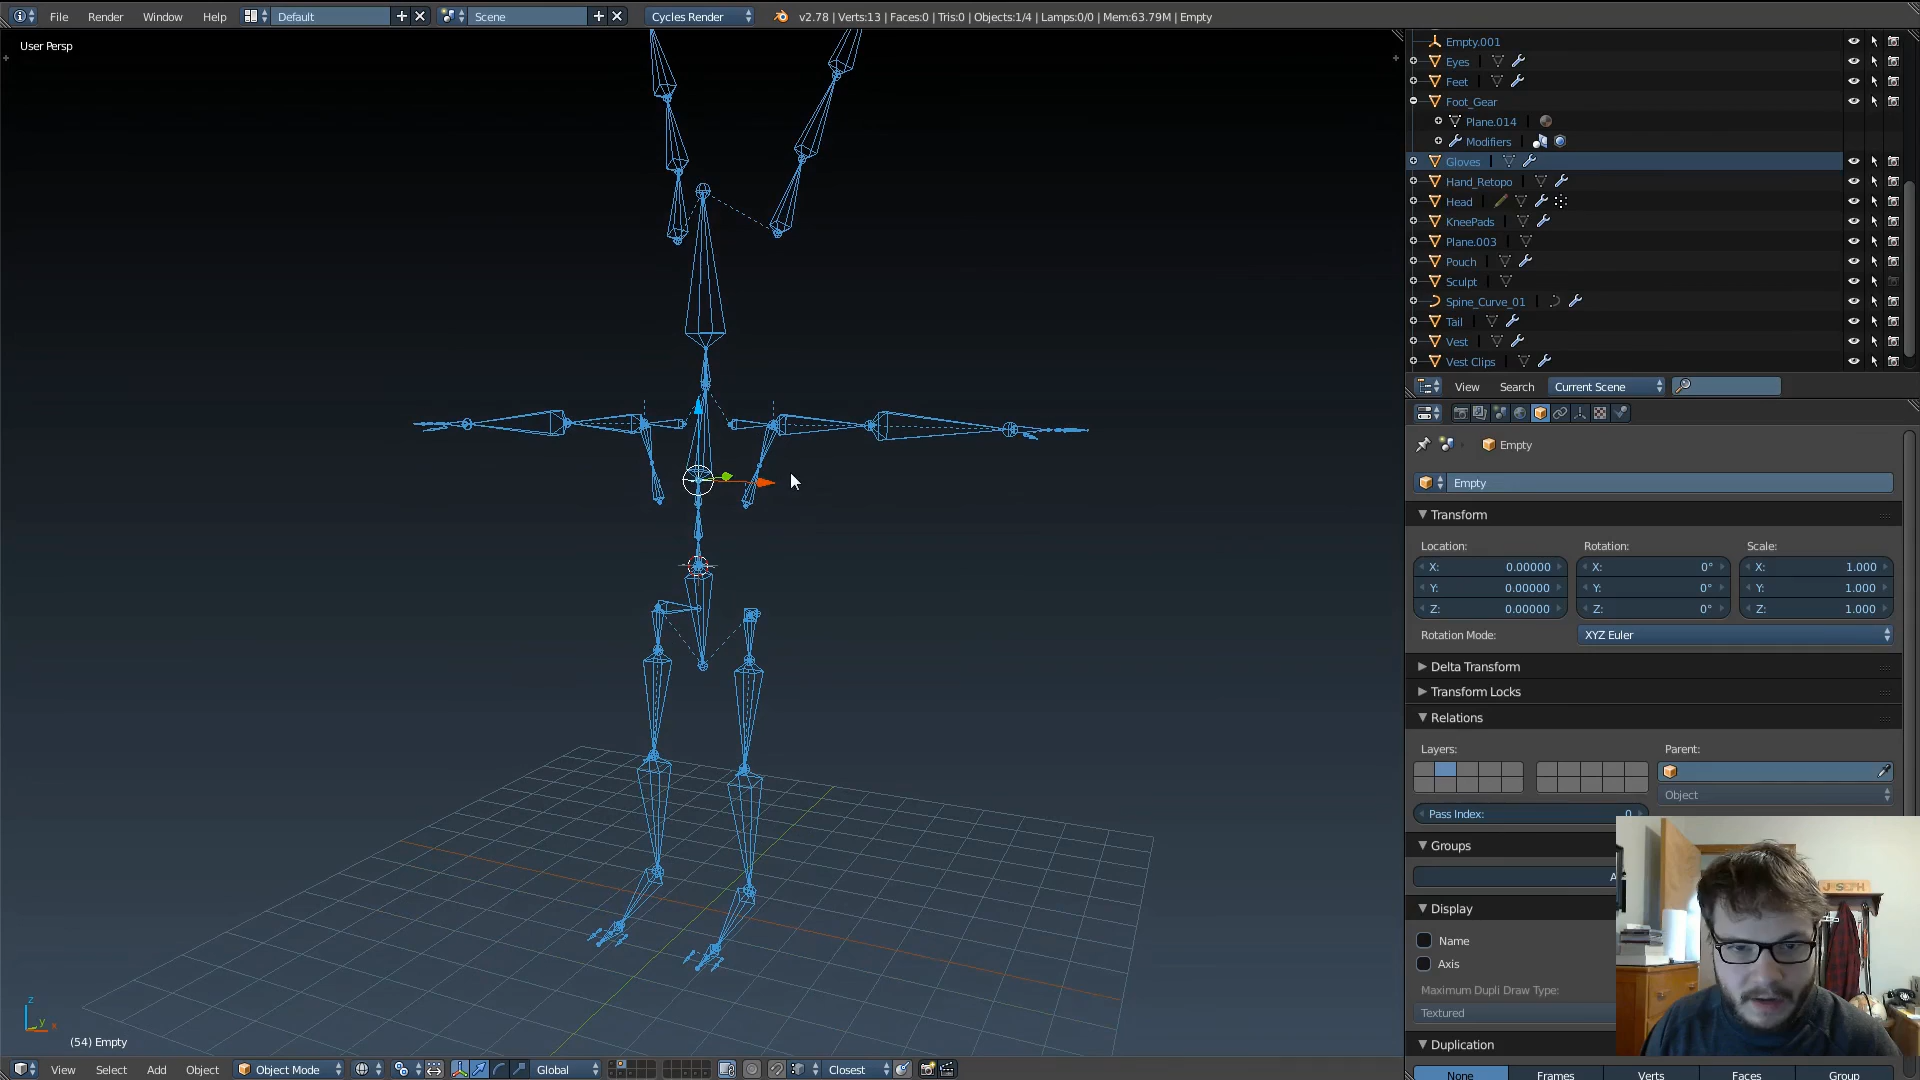 File Render Window Help Default Scene Cycles Render v2.78 | Verts:13 | Faces:0 | Tris:0 | Objects:1/4 | Lamps:0/0 | Mem:63.79M | Empty
User Persp
Empty.001
Eyes
Feet
Foot_Gear
Plane.014
Modifiers
Gloves
Hand_Retopo
Head
KneePads
Plane.003
Pouch
Sculpt
Spine_Curve_01
Tail
Vest
Vest Clips
View Search Current Scene
Empty
Empty
Transform
Location: Rotation: Scale:
X: 0.00000 X: 0° X: 1.000
Y: 0.00000 Y: 0° Y: 1.000
Z: 0.00000 Z: 0° Z: 1.000
Rotation Mode: XYZ Euler
Delta Transform
Transform Locks
Relations
Layers: Parent:
Object
Pass Index: 0
Groups
Display
Name
Axis
Maximum Dupli Draw Type:
Textured
Duplication
None Frames Verts Faces Group
JOSEPH
z
y
x
(54) Empty
View Select Add Object Object Mode Global Closest